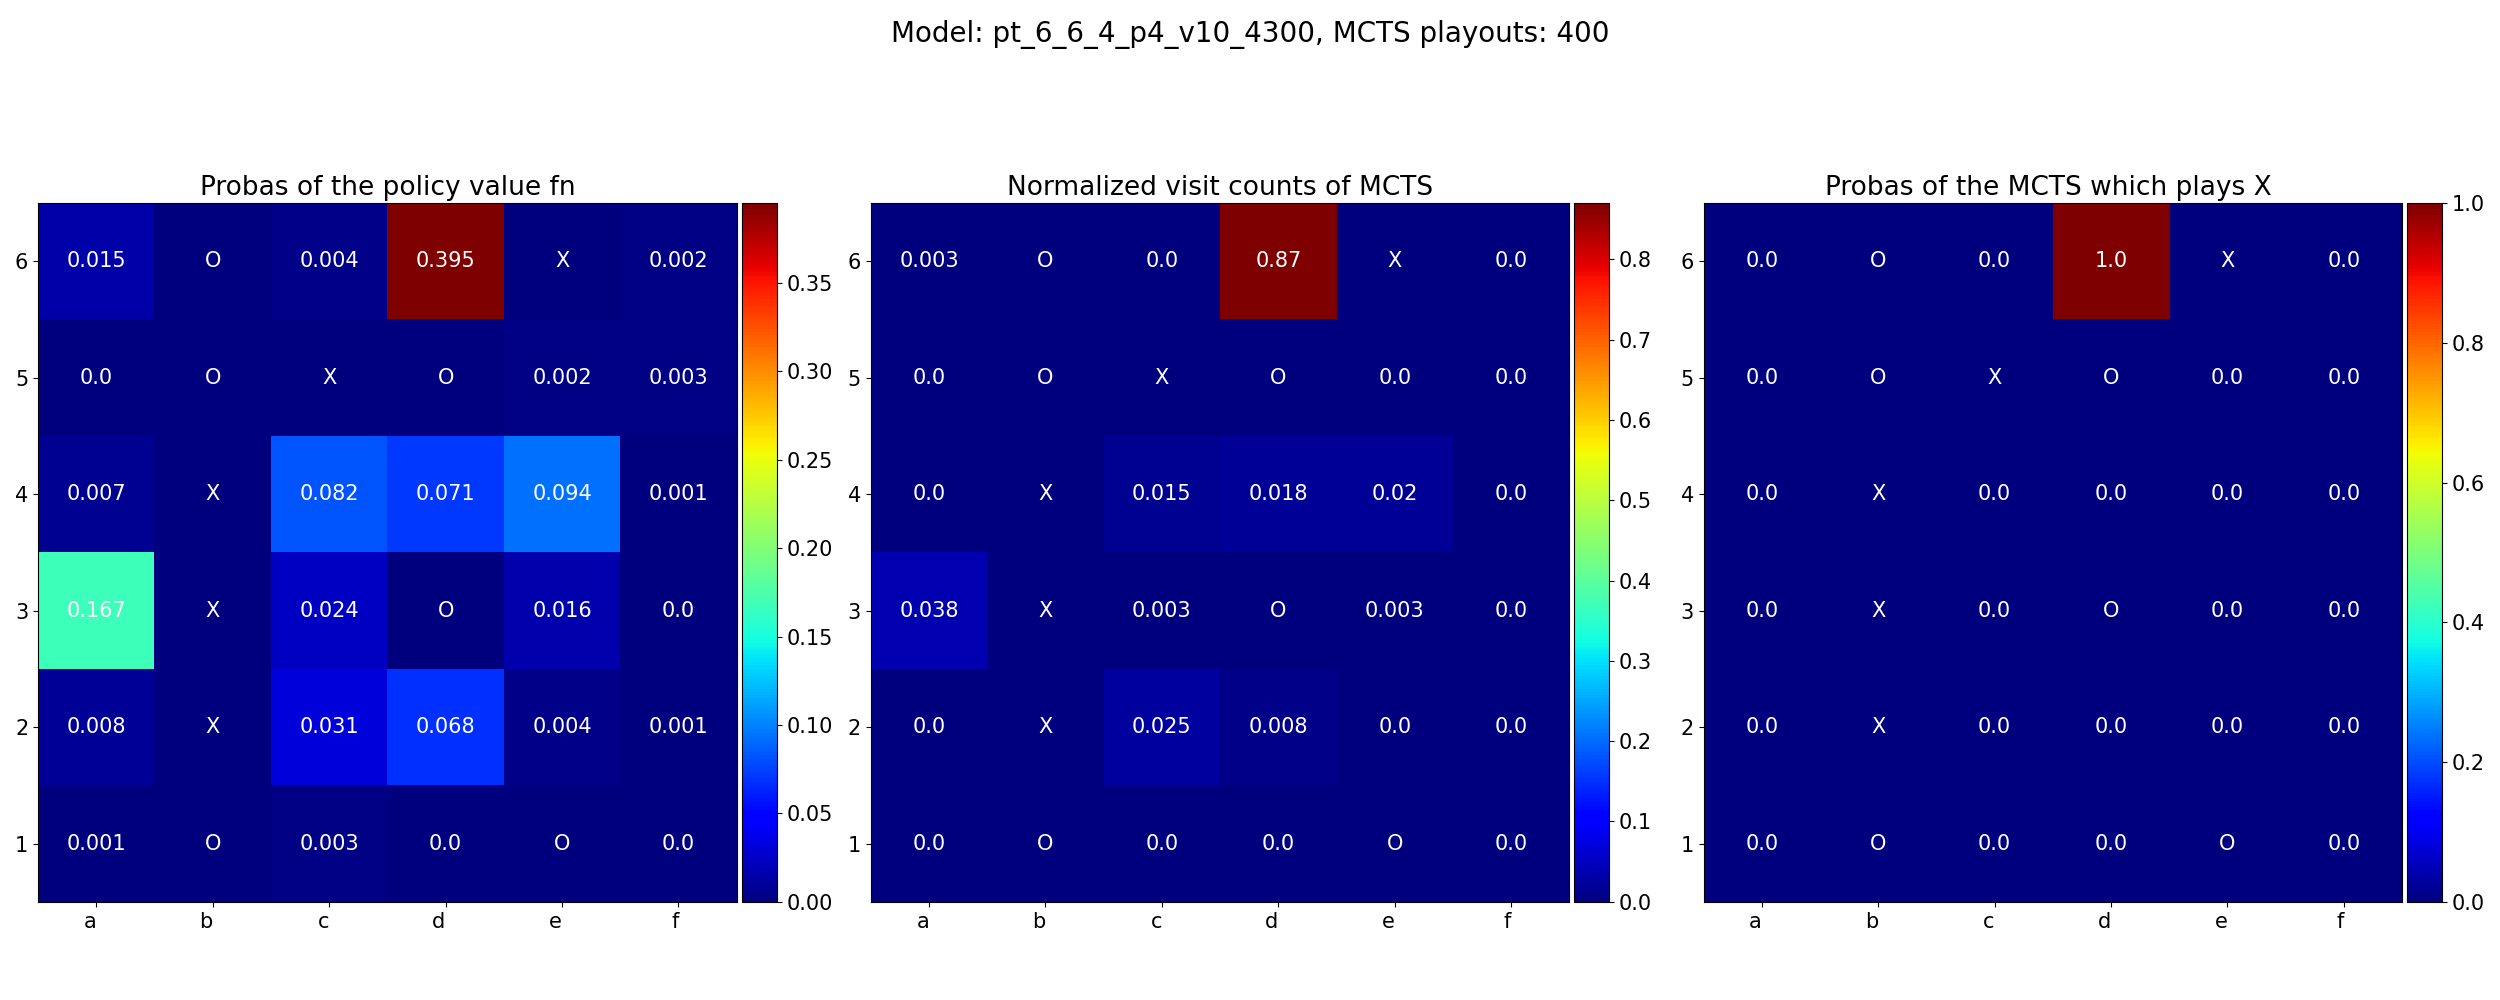 Model: pt_6_6_4_p4_v10_4300, MCTS playouts: 400
Probas of the policy value fn
6 0.015 O 0.004 0.395 X 0.002
5 0.0 O X O 0.002 0.003
4 0.007 X 0.082 0.071 0.094 0.001
3 0.167 X 0.024 O 0.016 0.0
2 0.008 X 0.031 0.068 0.004 0.001
1 0.001 O 0.003 0.0 O 0.0
a b c d e f
0.35
0.30
0.25
0.20
0.15
0.10
0.05
0.00
Normalized visit counts of MCTS
6 0.003 O 0.0 0.87 X 0.0
5 0.0 O X O 0.0 0.0
4 0.0 X 0.015 0.018 0.02 0.0
3 0.038 X 0.003 O 0.003 0.0
2 0.0 X 0.025 0.008 0.0 0.0
1 0.0 O 0.0 0.0 O 0.0
a b c d e f
0.8
0.7
0.6
0.5
0.4
0.3
0.2
0.1
0.0
Probas of the MCTS which plays X
6 0.0 O 0.0 1.0 X 0.0
5 0.0 O X O 0.0 0.0
4 0.0 X 0.0 0.0 0.0 0.0
3 0.0 X 0.0 O 0.0 0.0
2 0.0 X 0.0 0.0 0.0 0.0
1 0.0 O 0.0 0.0 O 0.0
a b c d e f
1.0
0.8
0.6
0.4
0.2
0.0